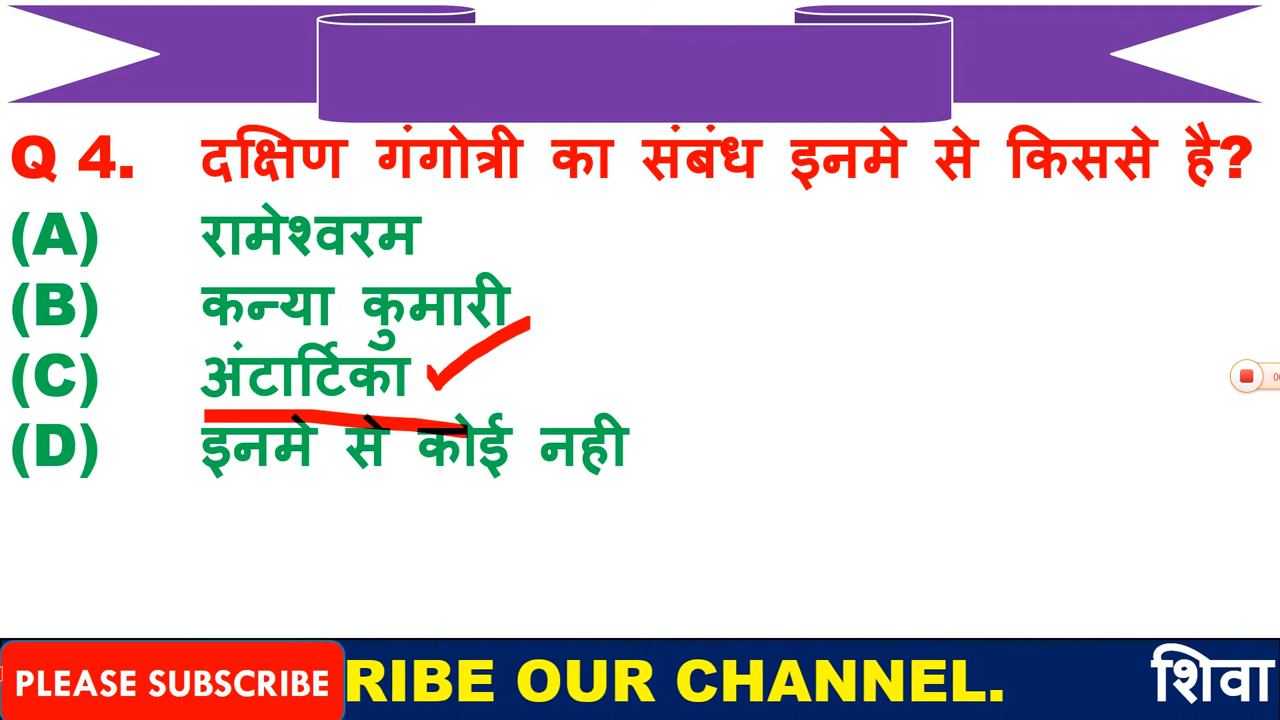 Q 4. दक्षिण गंगोत्री का संबंध इनमे से किससे है?
(A) रामेश्वरम
(B) कन्या कुमारी
(C) अंटार्टिका
(D) इनमे से कोई नही
PLEASE SUBSCRIBE RIBE OUR CHANNEL. शिवा